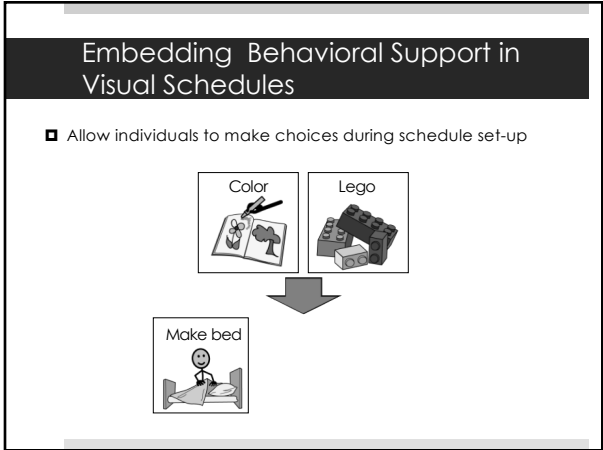 Embedding  Behavioral Support in
Visual Schedules
Allow individuals to make choices during schedule set-up
Color
Lego
Make bed